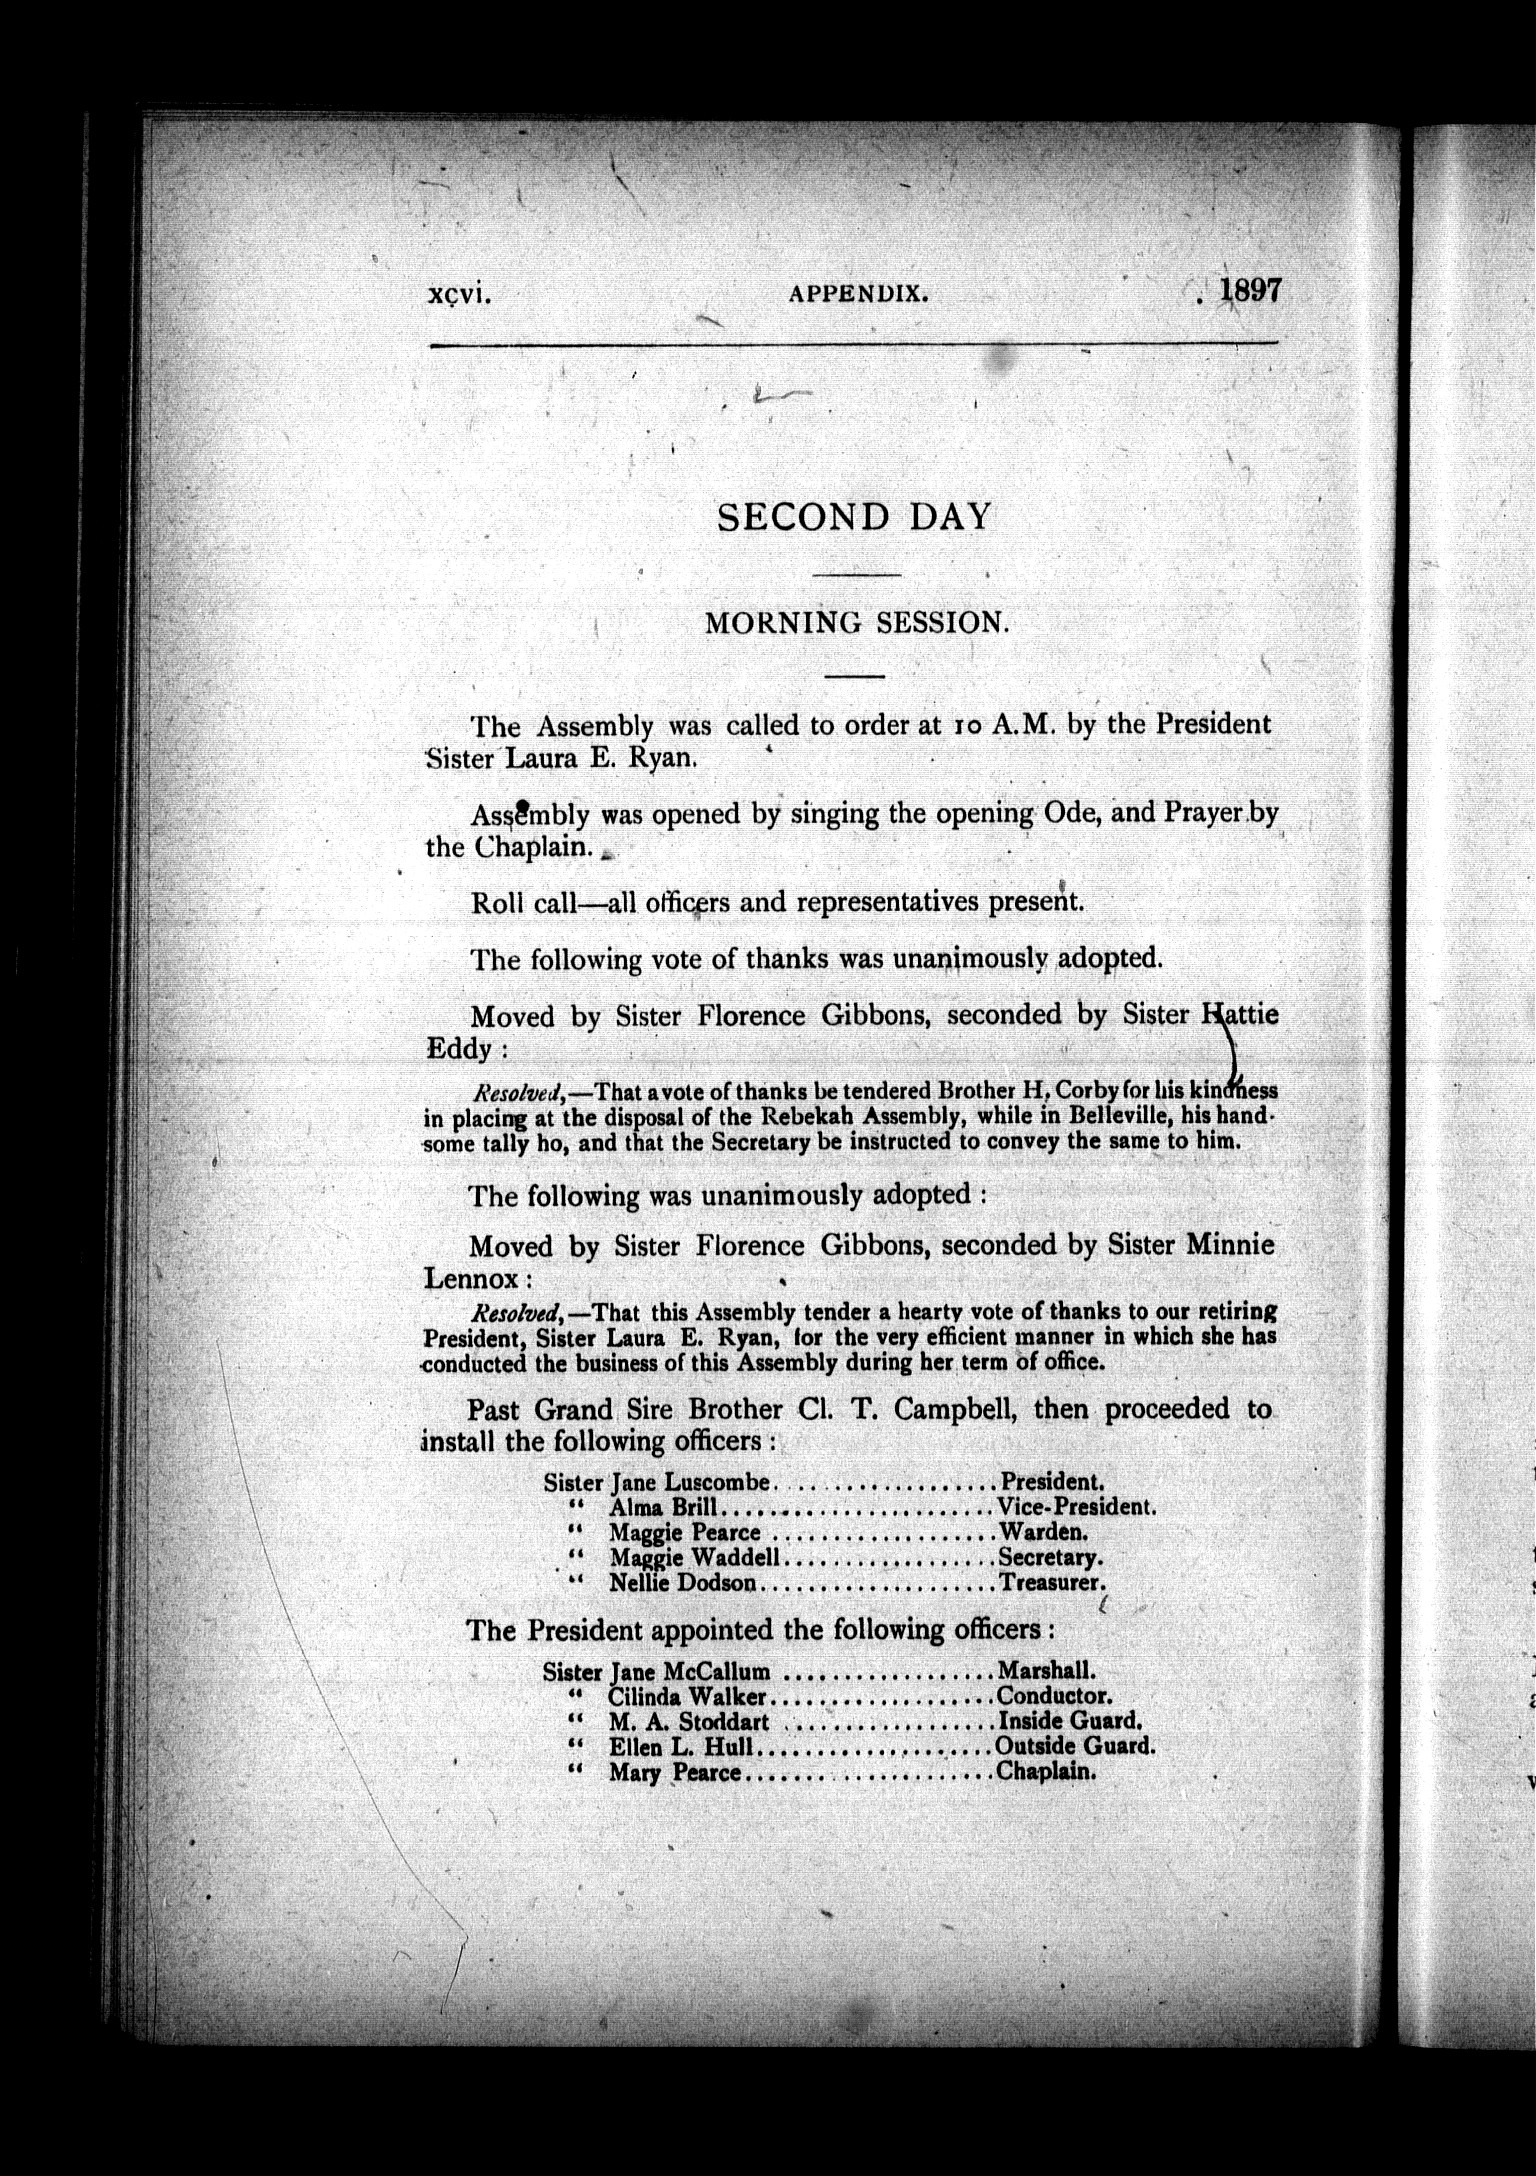 xcvi. APPENDIX. 1897
SECOND DAY
MORNING SESSION.
The Assembly was called to order at 10 A.M. by the President
Sister Laura E. Ryan.
Assembly was opened by singing the opening Ode, and Prayer by
the Chaplain.
Roll call—all officers and representatives present.
The following vote of thanks was unanimously adopted.
Moved by Sister Florence Gibbons, seconded by Sister Hattie
Eddy :
Resolved,—That a vote of thanks be tendered Brother H. Corby for his kindness
in placing at the disposal of the Rebekah Assembly, while in Belleville, his hand-
some tally ho, and that the Secretary be instructed to convey the same to him.
The following was unanimously adopted :
Moved by Sister Florence Gibbons, seconded by Sister Minnie
Lennox :
Resolved,—That this Assembly tender a hearty vote of thanks to our retiring
President, Sister Laura E. Ryan, for the very efficient manner in which she has
conducted the business of this Assembly during her term of office.
Past Grand Sire Brother Cl. T. Campbell, then proceeded to
install the following officers :
Sister Jane Luscombe....................President.
“ Alma Brill........................Vice-President.
“ Maggie Pearce ....................Warden.
“ Maggie Waddell...................Secretary.
“ Nellie Dodson.....................Treasurer.
The President appointed the following officers :
Sister Jane McCallum ...................Marshall.
“ Cilinda Walker....................Conductor.
“ M. A. Stoddart ...................Inside Guard.
“ Ellen L. Hull.....................Outside Guard.
“ Mary Pearce......................Chaplain.